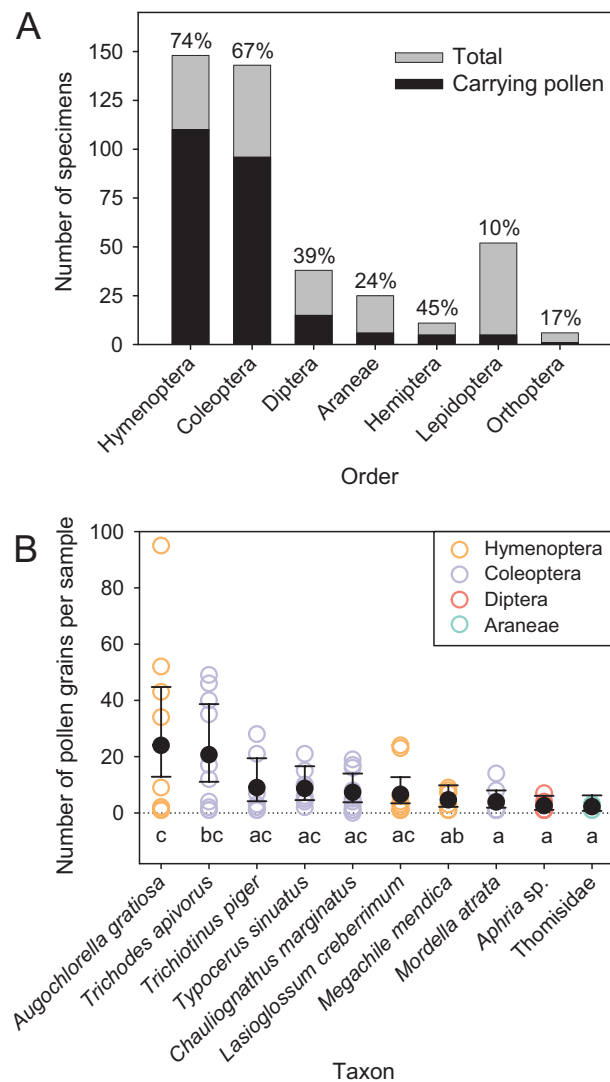 A
Number of specimens
150
125
100
75
50
25
0
74%
67%
39%
24%
45%
10%
17%
Total
Carrying pollen
Hymenoptera
Coleoptera
Diptera
Araneae
Hemiptera
Lepidoptera
Orthoptera
Order
B
Number of pollen grains per sample
100
80
60
40
20
0
Hymenoptera
Coleoptera
Diptera
Araneae
c bc ac ac ac ac ab a a a
Augochlorella gratiosa
Trichodes apivorus
Trichiotinus piger
Typocerus sinuatus
Chauliognathus marginatus
Lasioglossum creberrimum
Megachile mendica
Mordella atrata
Aphria sp.
Thomisidae
Taxon